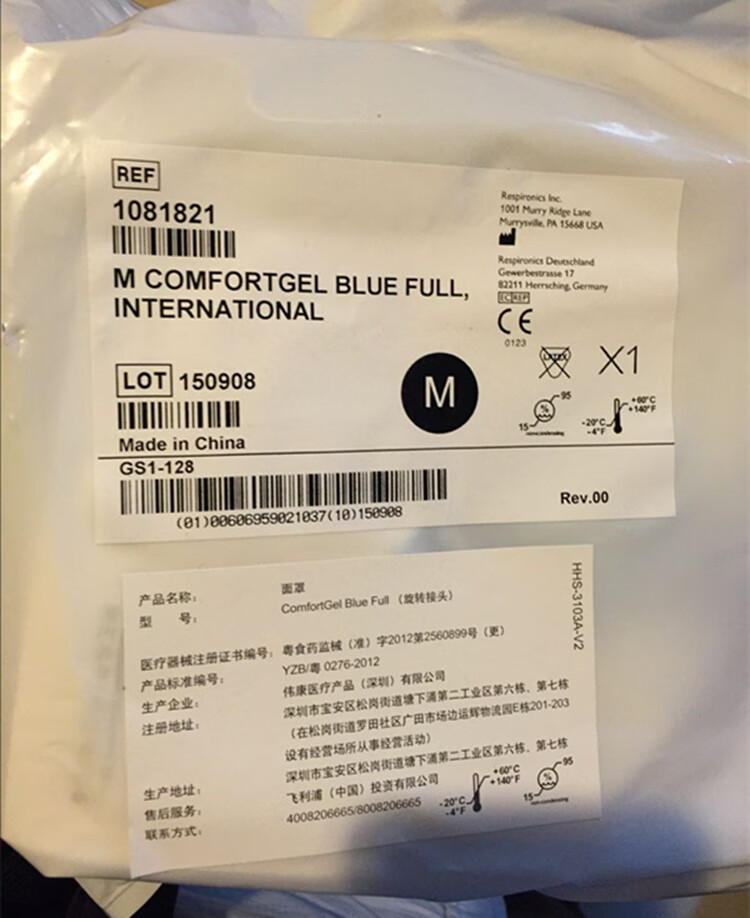 REF
1081821
M COMFORTGEL BLUE FULL,
INTERNATIONAL
LOT 150908
Made in China
GS1-128
(01)00606959021037(10)150908
Respironics Inc.
1001 Murry Ridge Lane
Murrysville, PA 15668 USA
Respironics Deutschland
Gewerbestrasse 17
82211 Herrsching, Germany
EC REP
CE
0123
LATEX X1
M
95
%
15
non-condensing
+60°C
+140°F
-20°C
-4°F
Rev.00
HHS-3103A-V2
产品名称： 面罩
型 号： ComfortGel Blue Full （旋转接头）
医疗器械注册证书编号： 粤食药监械（准）字2012第2560899号（更）
产品标准编号： YZB/粤 0276-2012
生产企业： 伟康医疗产品（深圳）有限公司
注册地址： 深圳市宝安区松岗街道塘下涌第二工业区第六栋、第七栋
（在松岗街道罗田社区广田市场边运辉物流园E栋201-203
设有经营场所从事经营活动）
生产地址： 深圳市宝安区松岗街道塘下涌第二工业区第六栋、第七栋
售后服务： 飞利浦（中国）投资有限公司
联系方式： 4008206665/8008206665
+60°C
+140°F
-20°C
-4°F
95
%
15
non-condensing